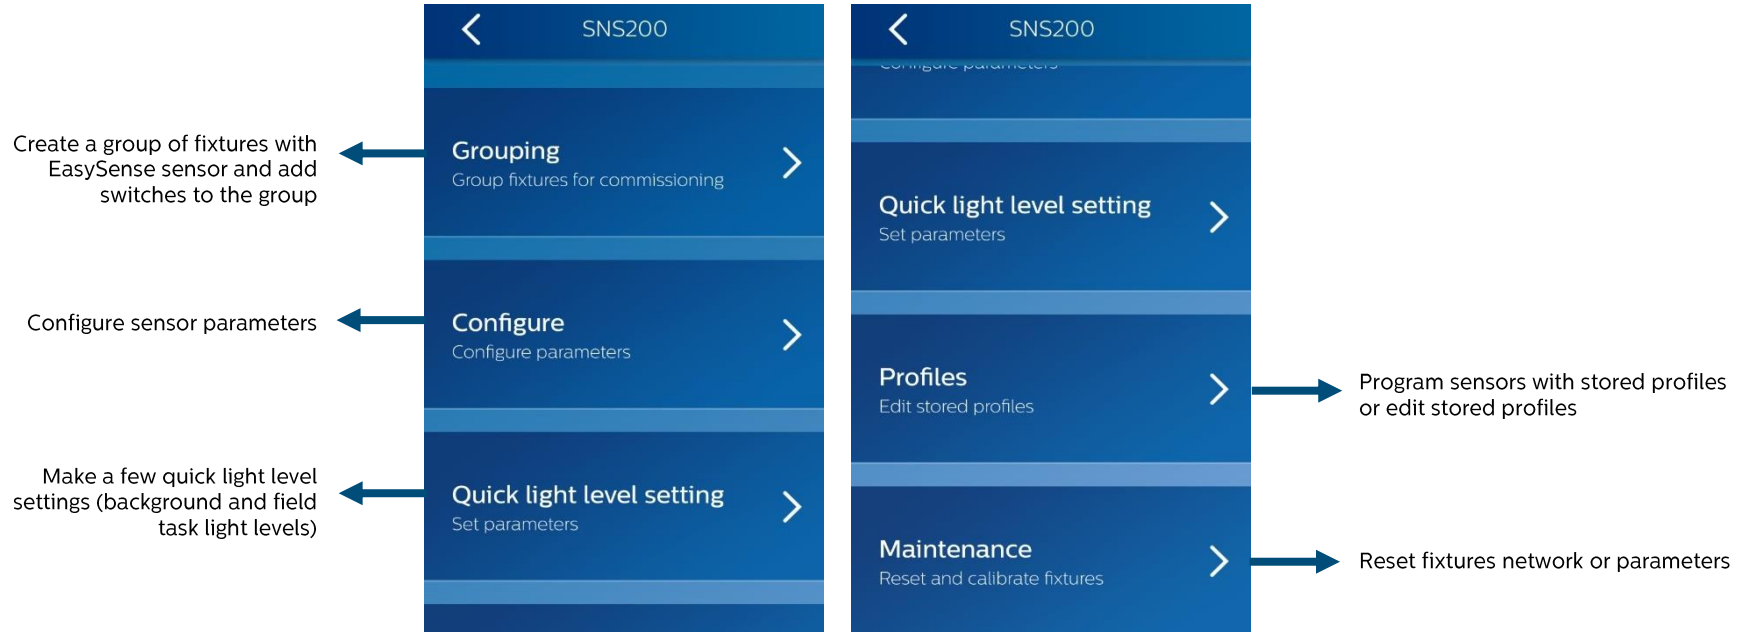 SNS200
Create a group of fixtures with
EasySense sensor and add
switches to the group
Grouping
Group fixtures for commissioning
Configure sensor parameters
Configure
Configure parameters
Make a few quick light level
settings (background and field
task light levels)
Quick light level setting
Set parameters
SNS200
Configure parameters
Quick light level setting
Set parameters
Profiles
Edit stored profiles
Program sensors with stored profiles
or edit stored profiles
Maintenance
Reset and calibrate fixtures
Reset fixtures network or parameters